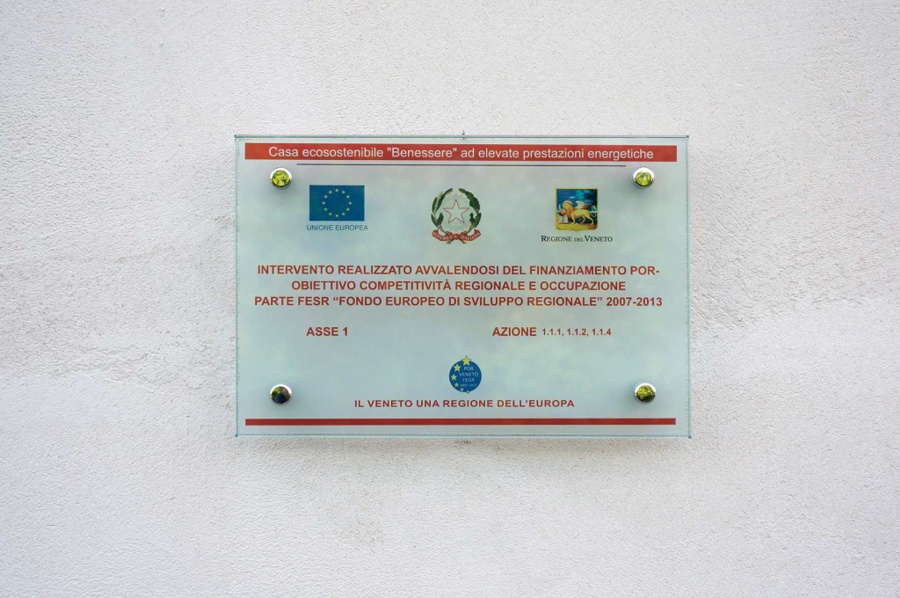 Casa ecosostenibile "Benessere" ad elevate prestazioni energetiche
UNIONE EUROPEA
REGIONE DEL VENETO
INTERVENTO REALIZZATO AVVALENDOSI DEL FINANZIAMENTO POR-
OBIETTIVO COMPETITIVITÀ REGIONALE E OCCUPAZIONE
PARTE FESR “FONDO EUROPEO DI SVILUPPO REGIONALE” 2007-2013
ASSE 1 AZIONE 1.1.1, 1.1.2, 1.1.4
POR
VENETO
FESR
IL VENETO UNA REGIONE DELL'EUROPA